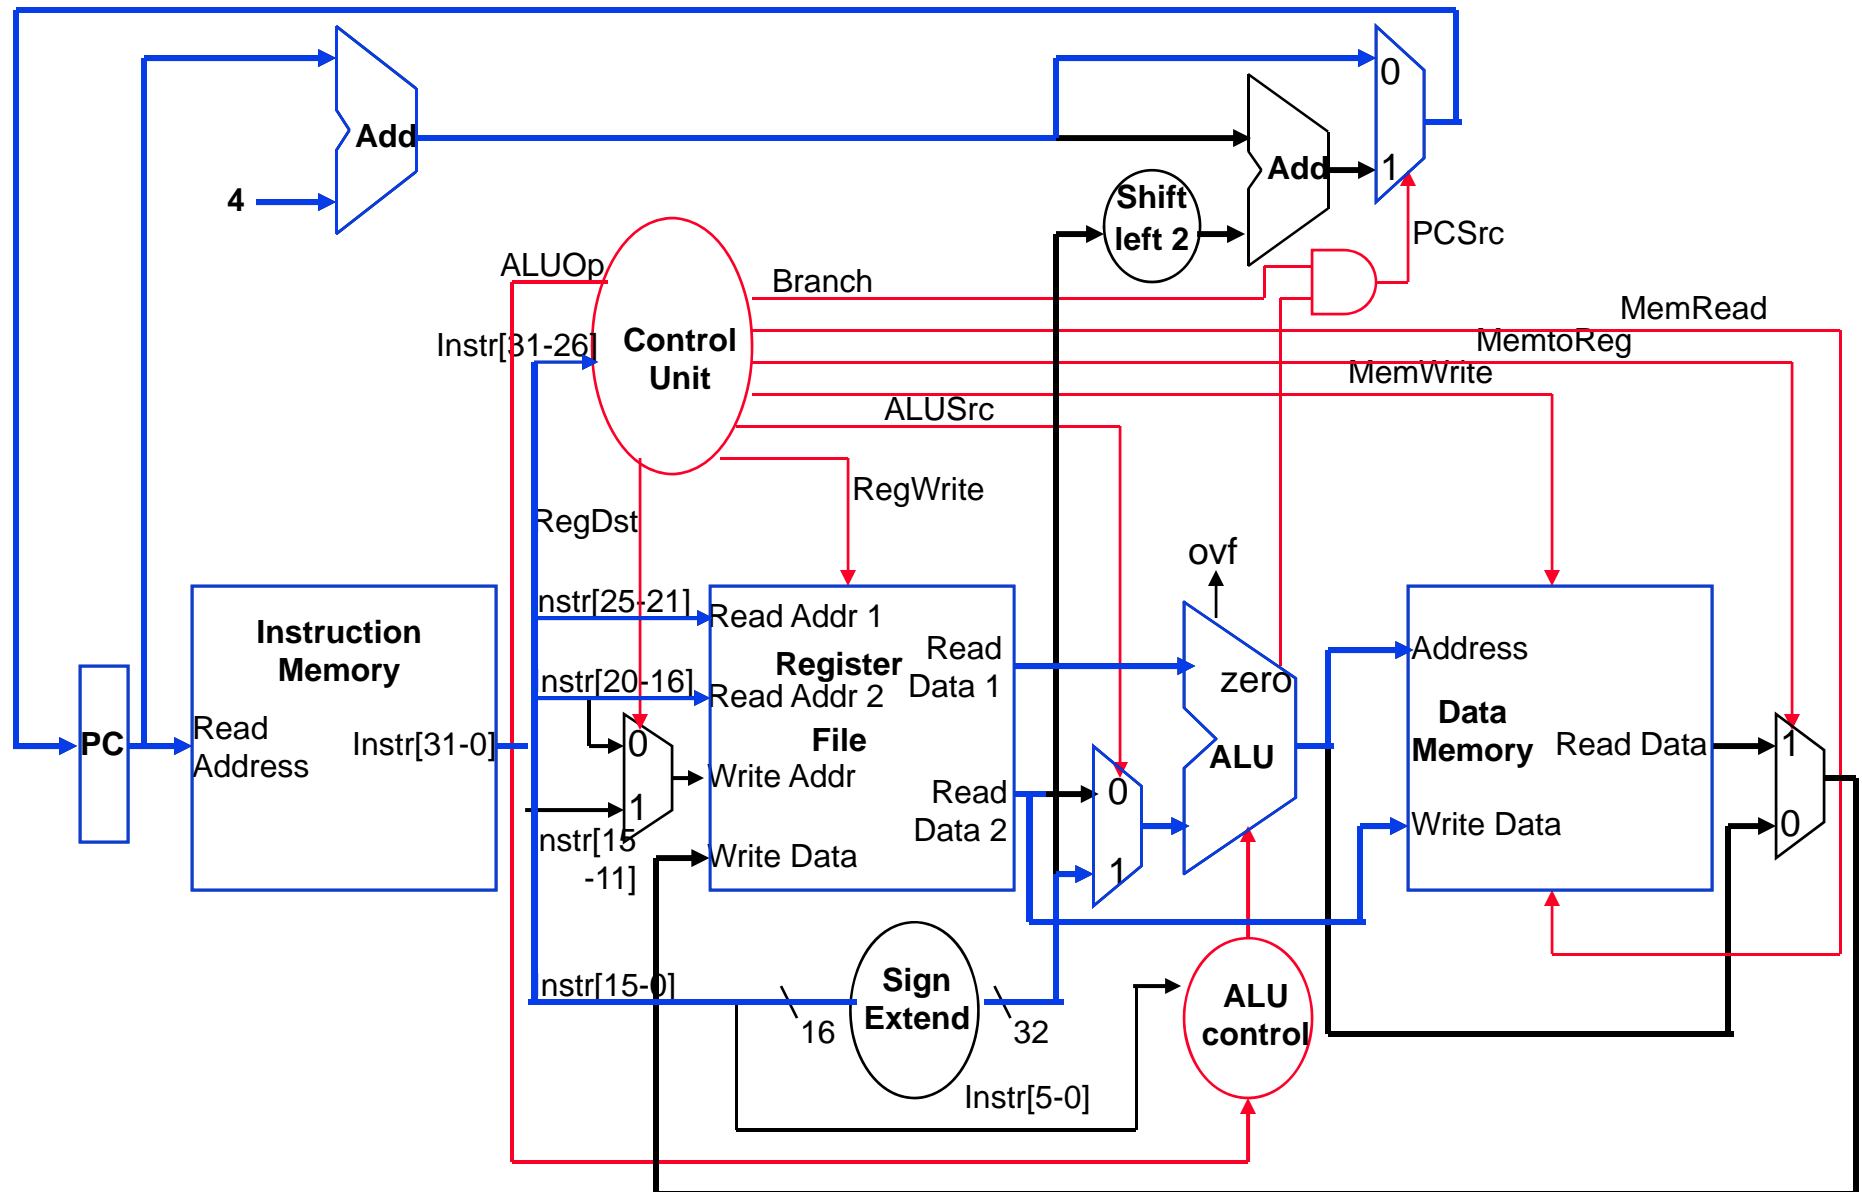 0
Add
Add
1
Shift
left 2
4
PCSrc
ALUOp
Branch
MemRead
Instr[31-26]
Control
Unit
MemtoReg
MemWrite
ALUSrc
RegWrite
RegDst
ovf
nstr[25-21]
Read Addr 1
Instruction
Memory
Register
Read
Data 1
Address
nstr[20-16]
Read Addr 2
zero
Data
Memory
PC
Read
Address
Instr[31-0]
0
File
Write Addr
ALU
Read Data
1
1
Read
Data 2
0
Write Data
0
nstr[15
-11]
Write Data
1
nstr[15-0]
Sign
Extend
16
32
ALU
control
Instr[5-0]